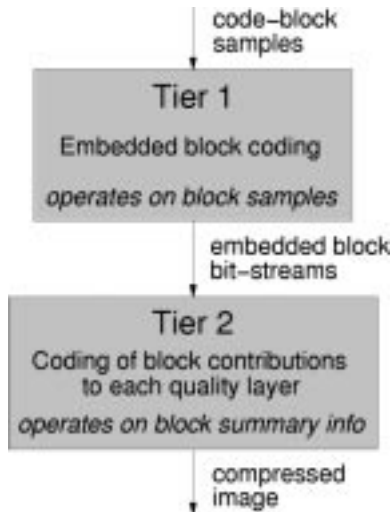 code-block
samples
Tier 1
Embedded block coding
operates on block samples
embedded block
bit-streams
Tier 2
Coding of block contributions
to each quality layer
operates on block summary info
compressed
image